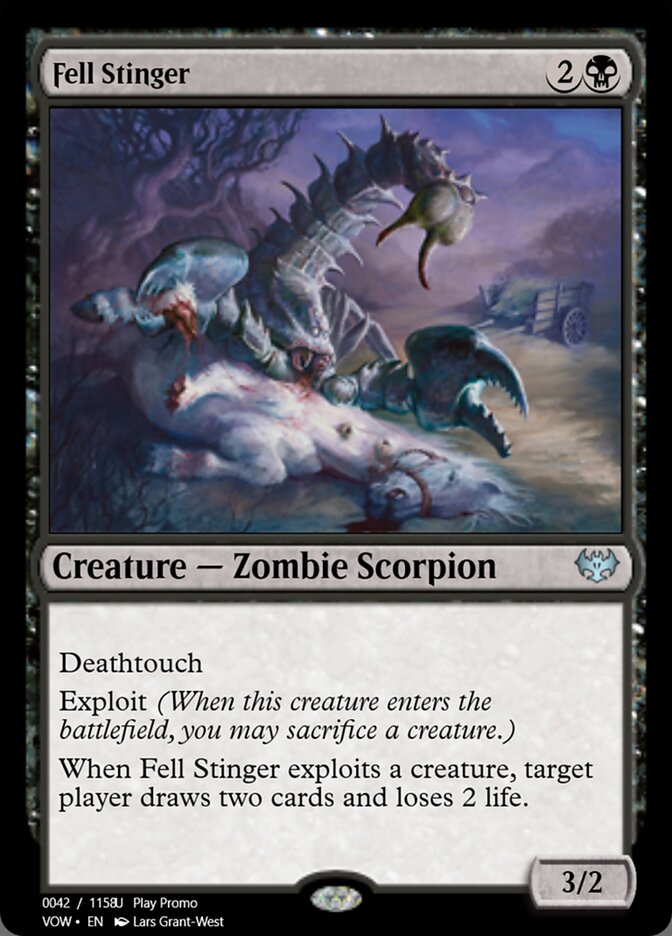 Fell Stinger 2
Creature — Zombie Scorpion
Deathtouch
Exploit (When this creature enters the
battlefield, you may sacrifice a creature.)
When Fell Stinger exploits a creature, target
player draws two cards and loses 2 life.
3/2
0042 / 1158U Play Promo
VOW • EN Lars Grant-West